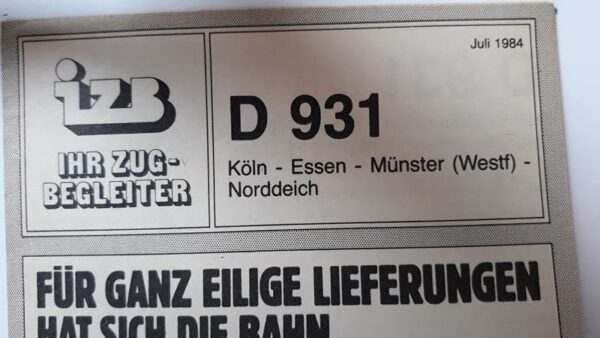 Juli 1984
izB
IHR ZUG-
BEGLEITER
D 931
Köln - Essen - Münster (Westf) -
Norddeich
FÜR GANZ EILIGE LIEFERUNGEN
HAT SICH DIE BAHN